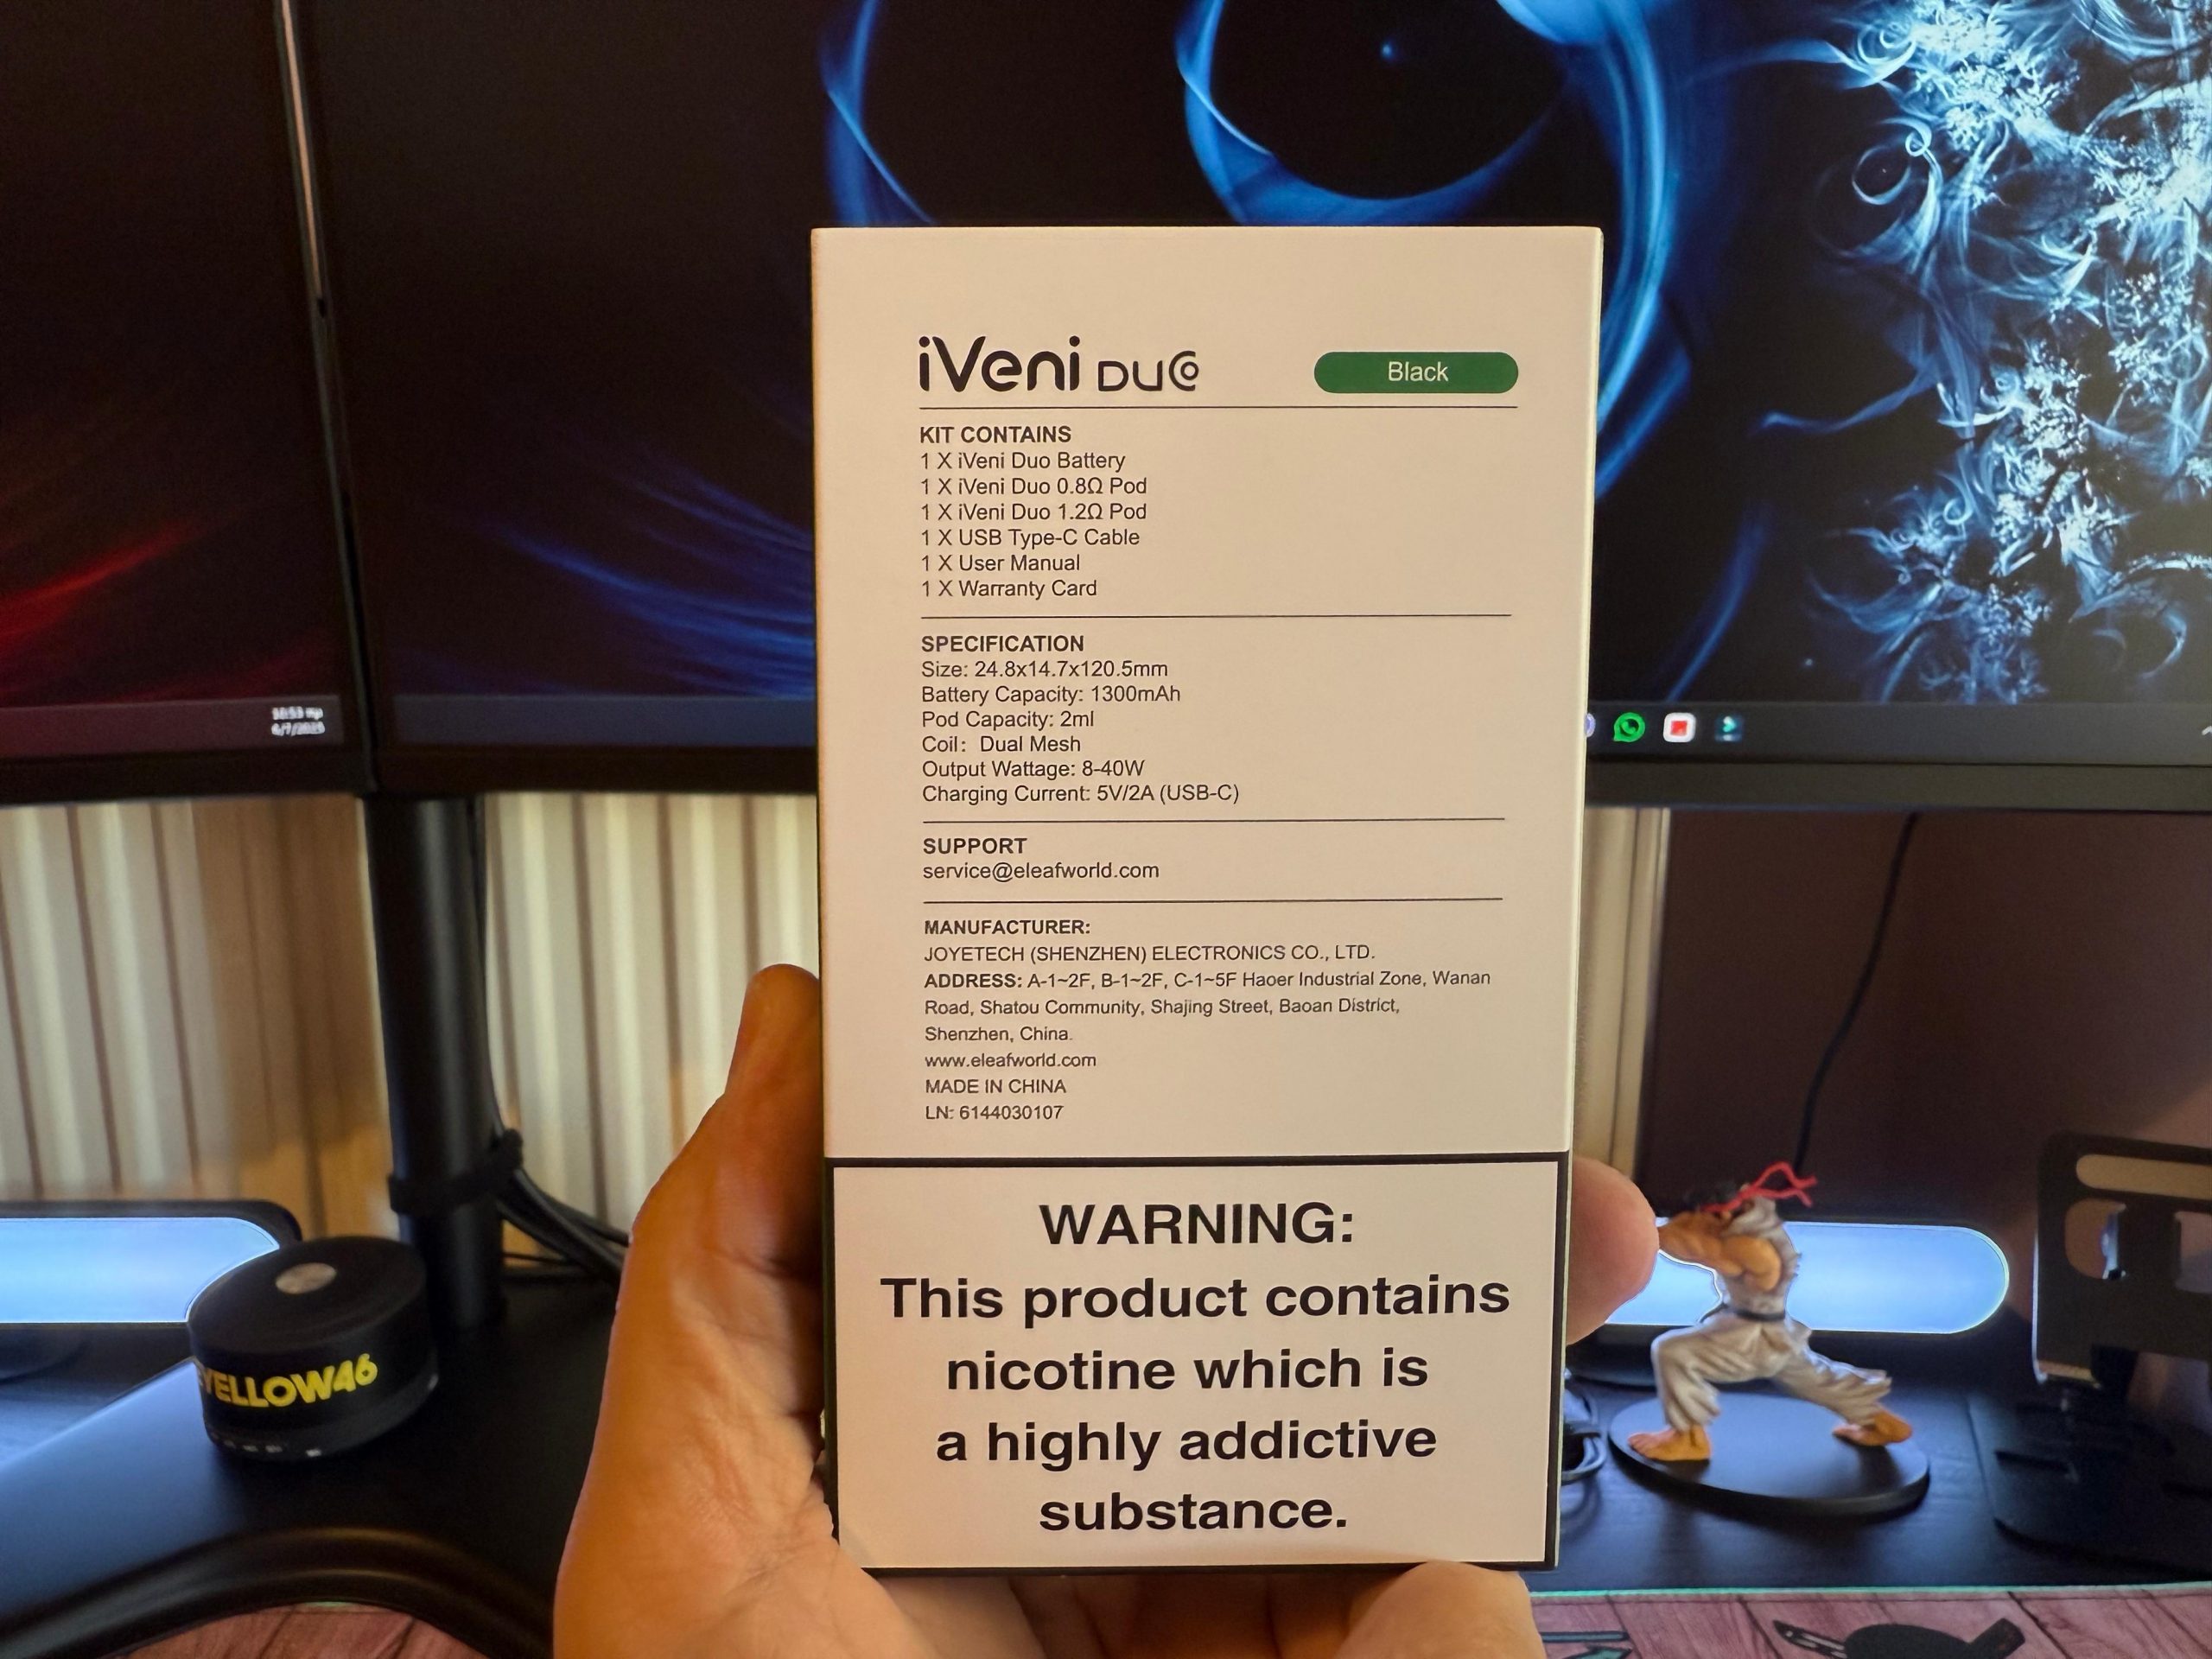 iVeni DUO
Black
KIT CONTAINS
1 X iVeni Duo Battery
1 X iVeni Duo 0.8Ω Pod
1 X iVeni Duo 1.2Ω Pod
1 X USB Type-C Cable
1 X User Manual
1 X Warranty Card
SPECIFICATION
Size: 24.8x14.7x120.5mm
Battery Capacity: 1300mAh
Pod Capacity: 2ml
Coil: Dual Mesh
Output Wattage: 8-40W
Charging Current: 5V/2A (USB-C)
SUPPORT
service@eleafworld.com
MANUFACTURER:
JOYETECH (SHENZHEN) ELECTRONICS CO., LTD.
ADDRESS: A-1~2F, B-1~2F, C-1~5F Haoer Industrial Zone, Wanan
Road, Shatou Community, Shajing Street, Baoan District,
Shenzhen, China.
www.eleafworld.com
MADE IN CHINA
LN: 6144030107
WARNING:
This product contains
nicotine which is
a highly addictive
substance.
YELLOW46